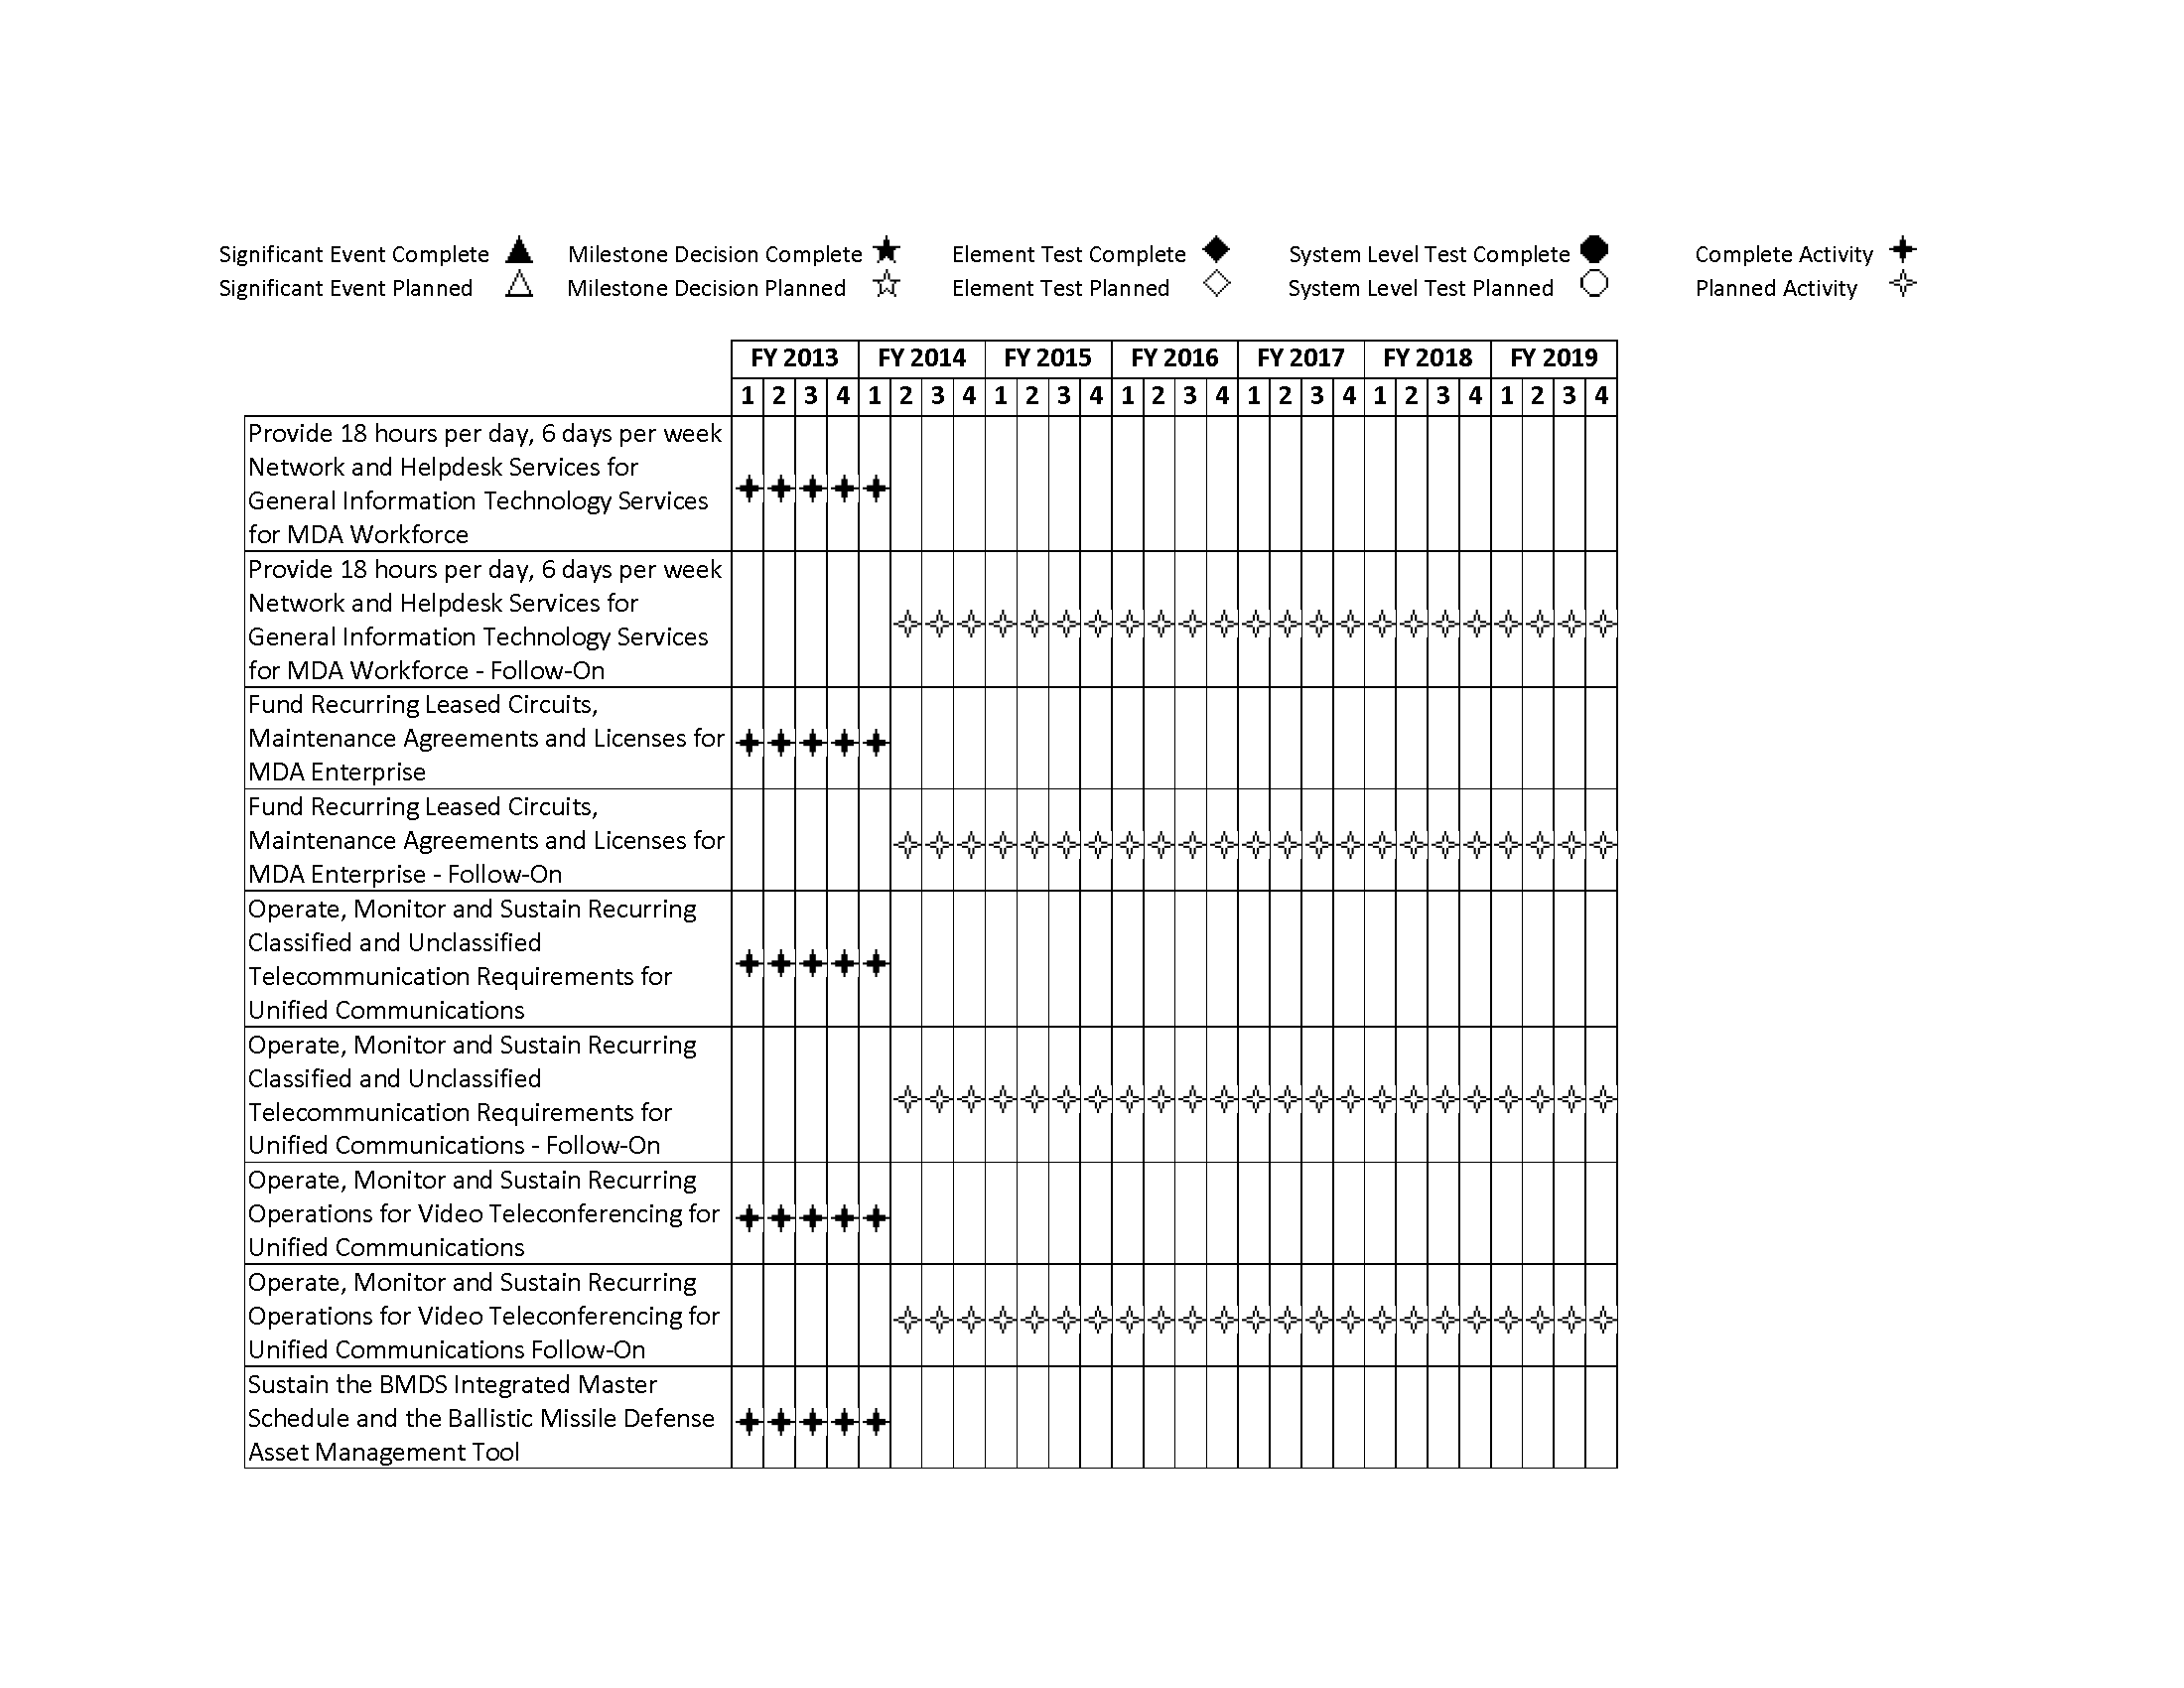 Significant Event Complete Milestone Decision Complete Element Test Complete System Level Test Complete Complete Activity
Significant Event Planned Milestone Decision Planned Element Test Planned System Level Test Planned Planned Activity
FY 2013 FY 2014 FY 2015 FY 2016 FY 2017 FY 2018 FY 2019
1 2 3 4 1 2 3 4 1 2 3 4 1 2 3 4 1 2 3 4 1 2 3 4 1 2 3 4
Provide 18 hours per day, 6 days per week
Network and Helpdesk Services for
General Information Technology Services
for MDA Workforce
Provide 18 hours per day, 6 days per week
Network and Helpdesk Services for
General Information Technology Services
for MDA Workforce - Follow-On
Fund Recurring Leased Circuits,
Maintenance Agreements and Licenses for
MDA Enterprise
Fund Recurring Leased Circuits,
Maintenance Agreements and Licenses for
MDA Enterprise - Follow-On
Operate, Monitor and Sustain Recurring
Classified and Unclassified
Telecommunication Requirements for
Unified Communications
Operate, Monitor and Sustain Recurring
Classified and Unclassified
Telecommunication Requirements for
Unified Communications - Follow-On
Operate, Monitor and Sustain Recurring
Operations for Video Teleconferencing for
Unified Communications
Operate, Monitor and Sustain Recurring
Operations for Video Teleconferencing for
Unified Communications Follow-On
Sustain the BMDS Integrated Master
Schedule and the Ballistic Missile Defense
Asset Management Tool